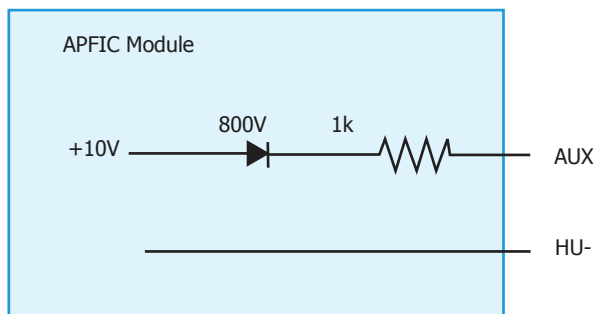 APFIC Module
800V
1k
+10V
AUX
HU-